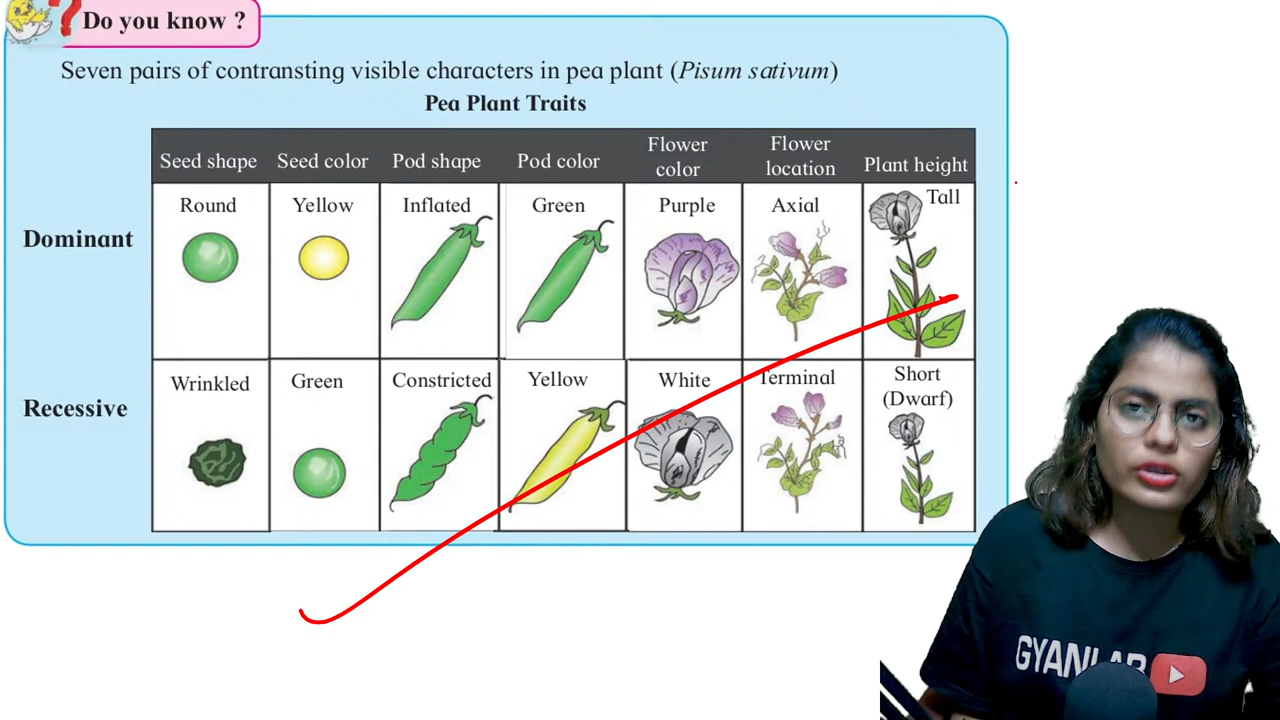 Do you know ?
Seven pairs of contransting visible characters in pea plant (Pisum sativum)
Pea Plant Traits
Seed shape Seed color Pod shape Pod color Flower color Flower location Plant height
Dominant Round Yellow Inflated Green Purple Axial Tall
Recessive Wrinkled Green Constricted Yellow White Terminal Short (Dwarf)
GYANLAB